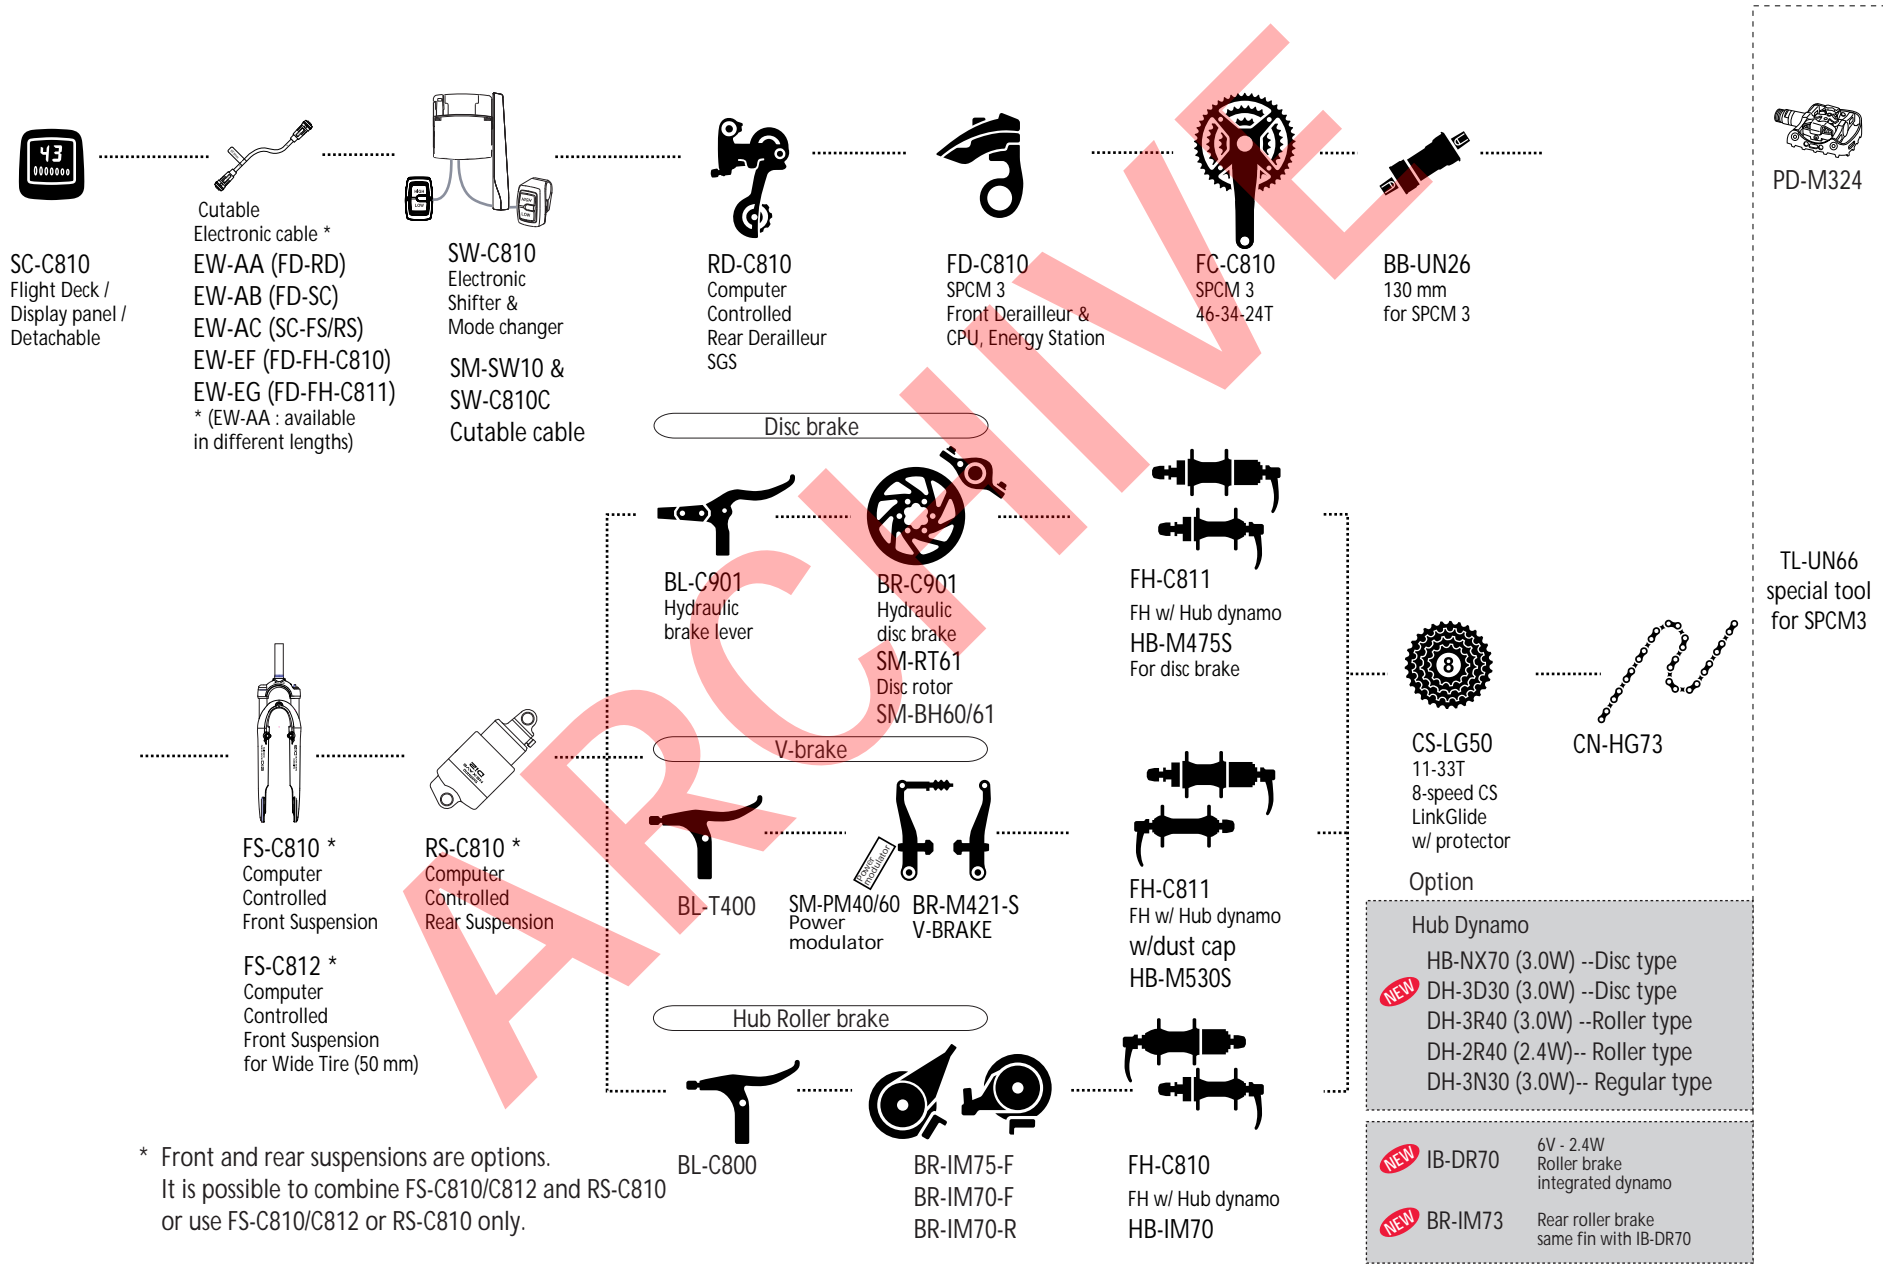 43
0000000
SC-C810
Flight Deck /
Display panel /
Detachable
Cutable
Electronic cable *
EW-AA (FD-RD)
EW-AB (FD-SC)
EW-AC (SC-FS/RS)
EW-EF (FD-FH-C810)
EW-EG (FD-FH-C811)
* (EW-AA : available
in different lengths)
HIGH
LOW
HIGH
LOW
SW-C810
Electronic
Shifter &
Mode changer
SM-SW10 &
SW-C810C
Cutable cable
RD-C810
Computer
Controlled
Rear Derailleur
SGS
FD-C810
SPCM 3
Front Derailleur &
CPU, Energy Station
FC-C810
SPCM 3
46-34-24T
BB-UN26
130 mm
for SPCM 3
PD-M324
TL-UN66
special tool
for SPCM3
Disc brake
BL-C901
Hydraulic
brake lever
BR-C901
Hydraulic
disc brake
SM-RT61
Disc rotor
SM-BH60/61
FH-C811
FH w/ Hub dynamo
HB-M475S
For disc brake
FS-C810 *
Computer
Controlled
Front Suspension
FS-C812 *
Computer
Controlled
Front Suspension
for Wide Tire (50 mm)
RS-C810 *
Computer
Controlled
Rear Suspension
V-brake
BL-T400
Power
modulator
SM-PM40/60
Power
modulator
BR-M421-S
V-BRAKE
FH-C811
FH w/ Hub dynamo
w/dust cap
HB-M530S
Hub Roller brake
BL-C800
BR-IM75-F
BR-IM70-F
BR-IM70-R
FH-C810
FH w/ Hub dynamo
HB-IM70
8
CS-LG50
11-33T
8-speed CS
LinkGlide
w/ protector
CN-HG73
Option
Hub Dynamo
HB-NX70 (3.0W) --Disc type
NEW DH-3D30 (3.0W) --Disc type
DH-3R40 (3.0W) --Roller type
DH-2R40 (2.4W)-- Roller type
DH-3N30 (3.0W)-- Regular type
NEW IB-DR70
6V - 2.4W
Roller brake
integrated dynamo
NEW BR-IM73
Rear roller brake
same fin with IB-DR70
* Front and rear suspensions are options.
It is possible to combine FS-C810/C812 and RS-C810
or use FS-C810/C812 or RS-C810 only.
ARCHIVE